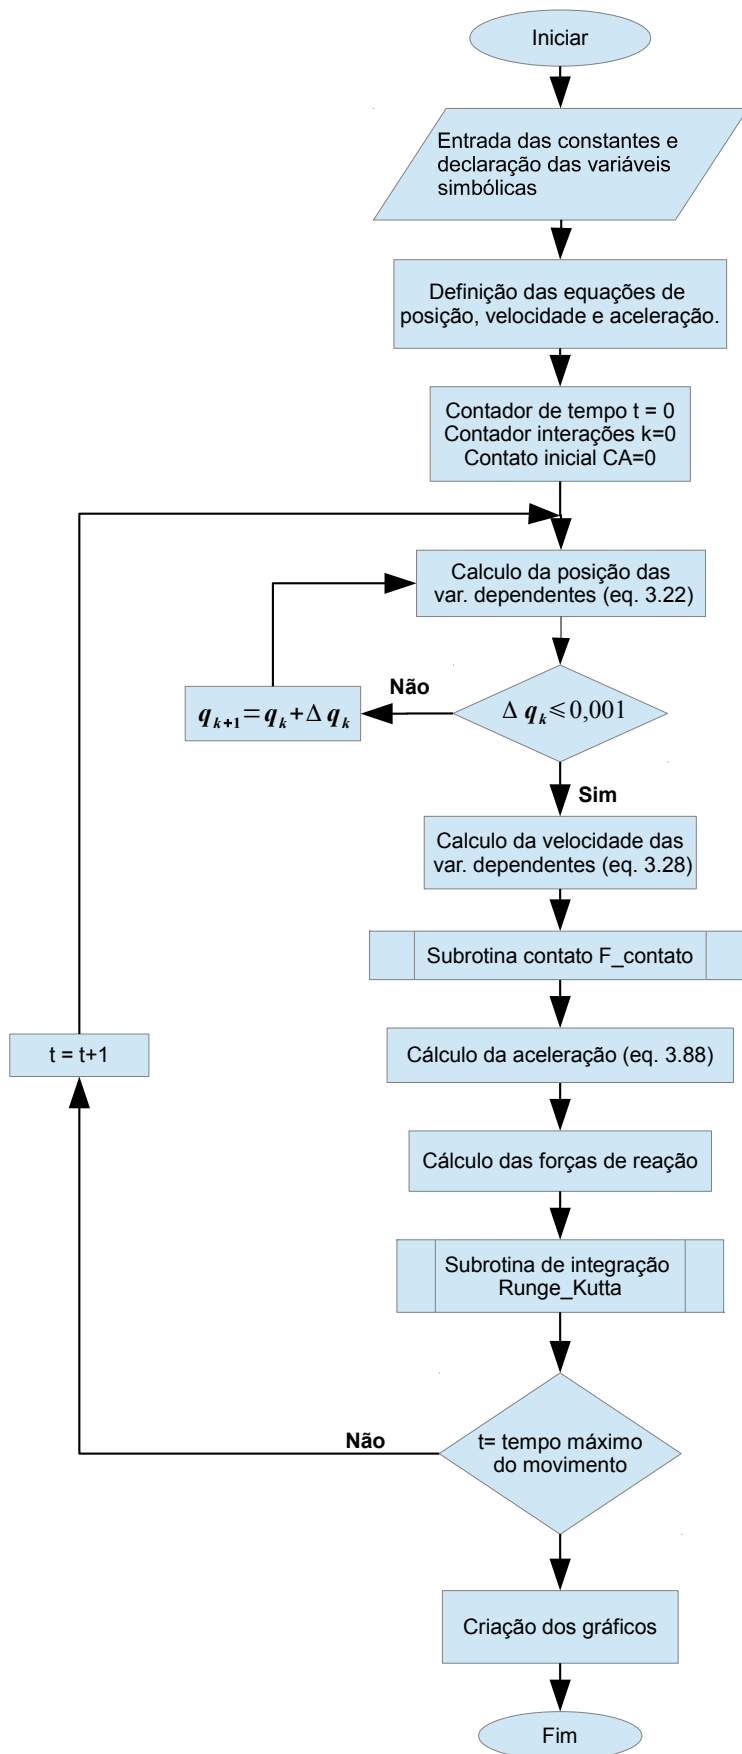 Iniciar
Entrada das constantes e
declaração das variáveis
simbólicas
Definição das equações de
posição, velocidade e aceleração.
Contador de tempo t = 0
Contador interações k=0
Contato inicial CA=0
Calculo da posição das
var. dependentes (eq. 3.22)
Não
q_{k+1}=q_k+Δ q_k
Δ q_k≤0,001
Sim
Calculo da velocidade das
var. dependentes (eq. 3.28)
Subrotina contato F_contato
t = t+1
Cálculo da aceleração (eq. 3.88)
Cálculo das forças de reação
Subrotina de integração
Runge_Kutta
Não
t= tempo máximo
do movimento
Criação dos gráficos
Fim